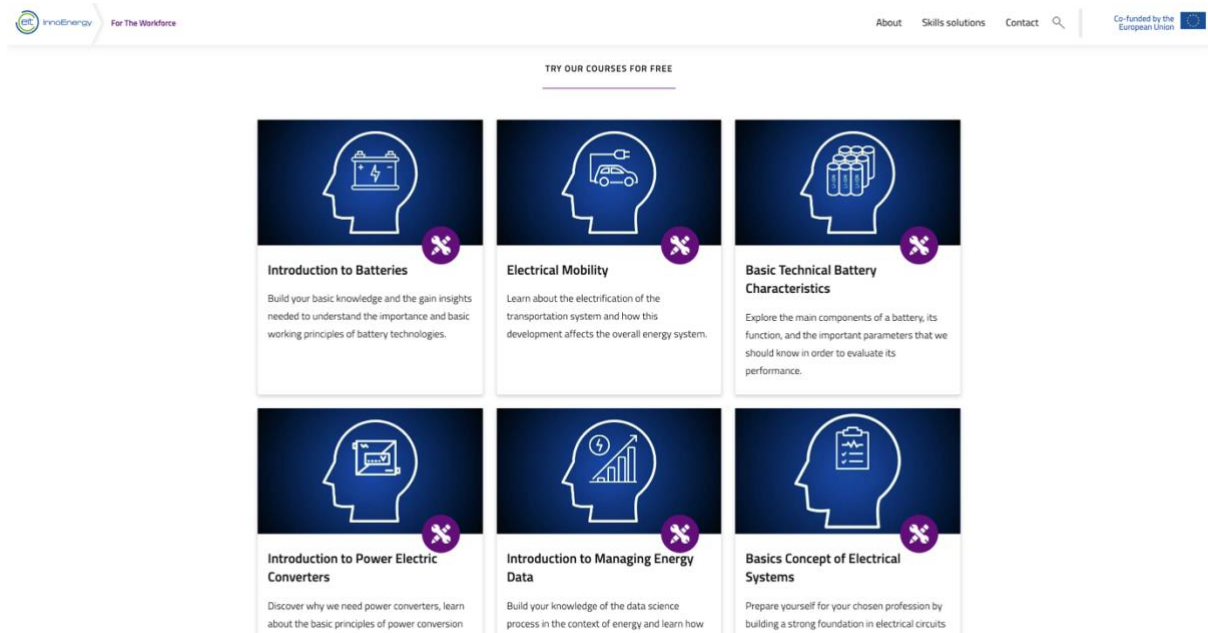 eit InnoEnergy
For The Workforce
About
Skills solutions
Contact
Co-funded by the
European Union
TRY OUR COURSES FOR FREE
Introduction to Batteries
Build your basic knowledge and the gain insights
needed to understand the importance and basic
working principles of battery technologies.
Electrical Mobility
Learn about the electrification of the
transportation system and how this
development affects the overall energy system.
Basic Technical Battery
Characteristics
Explore the main components of a battery, its
function, and the important parameters that we
should know in order to evaluate its
performance.
Introduction to Power Electric
Converters
Discover why we need power converters, learn
about the basic principles of power conversion
Introduction to Managing Energy
Data
Build your knowledge of the data science
process in the context of energy and learn how
Basics Concept of Electrical
Systems
Prepare yourself for your chosen profession by
building a strong foundation in electrical circuits